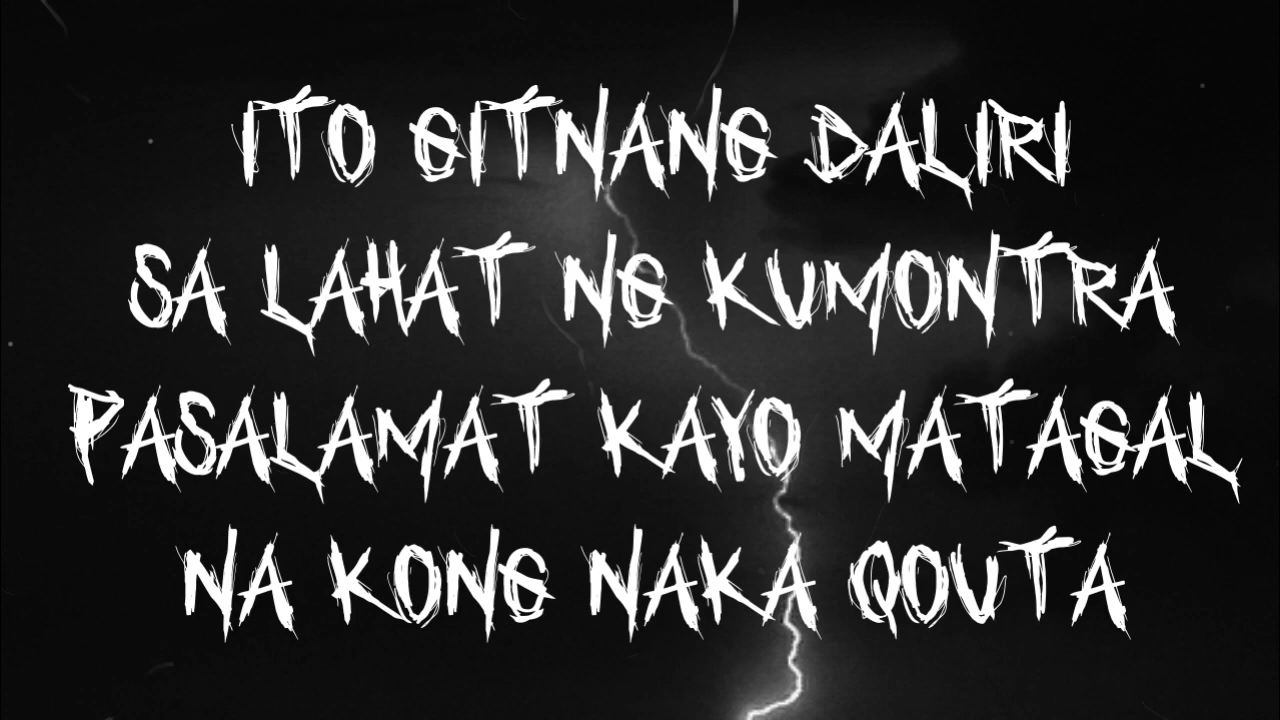 ITO GITNANG DALIRI
SA LAHAT NG KUMONTRA
PASALAMAT KAYO MATAGAL
NA KONG NAKA QOUTA